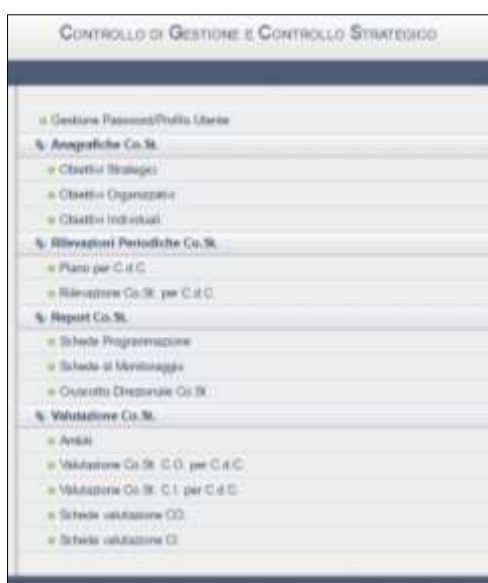 CONTROLLO DI GESTIONE E CONTROLLO STRATEGICO
Gestione Password/Profilo Utente
Anagrafiche Co.St.
Obiettivi Strategici
Obiettivi Organizzativi
Obiettivi Individuali
Rilevazioni Periodiche Co.St.
Piano per C.d.C.
Rilevazione Co.St. per C.d.C.
Report Co.St.
Schede Programmazione
Schede di Monitoraggio
Cruscotto Direzionale Co.St.
Valutazione Co.St.
Ambiti
Valutazione Co.St. C.O. per C.d.C.
Valutazione Co.St. C.I. per C.d.C.
Schede valutazione CO
Schede valutazione CI